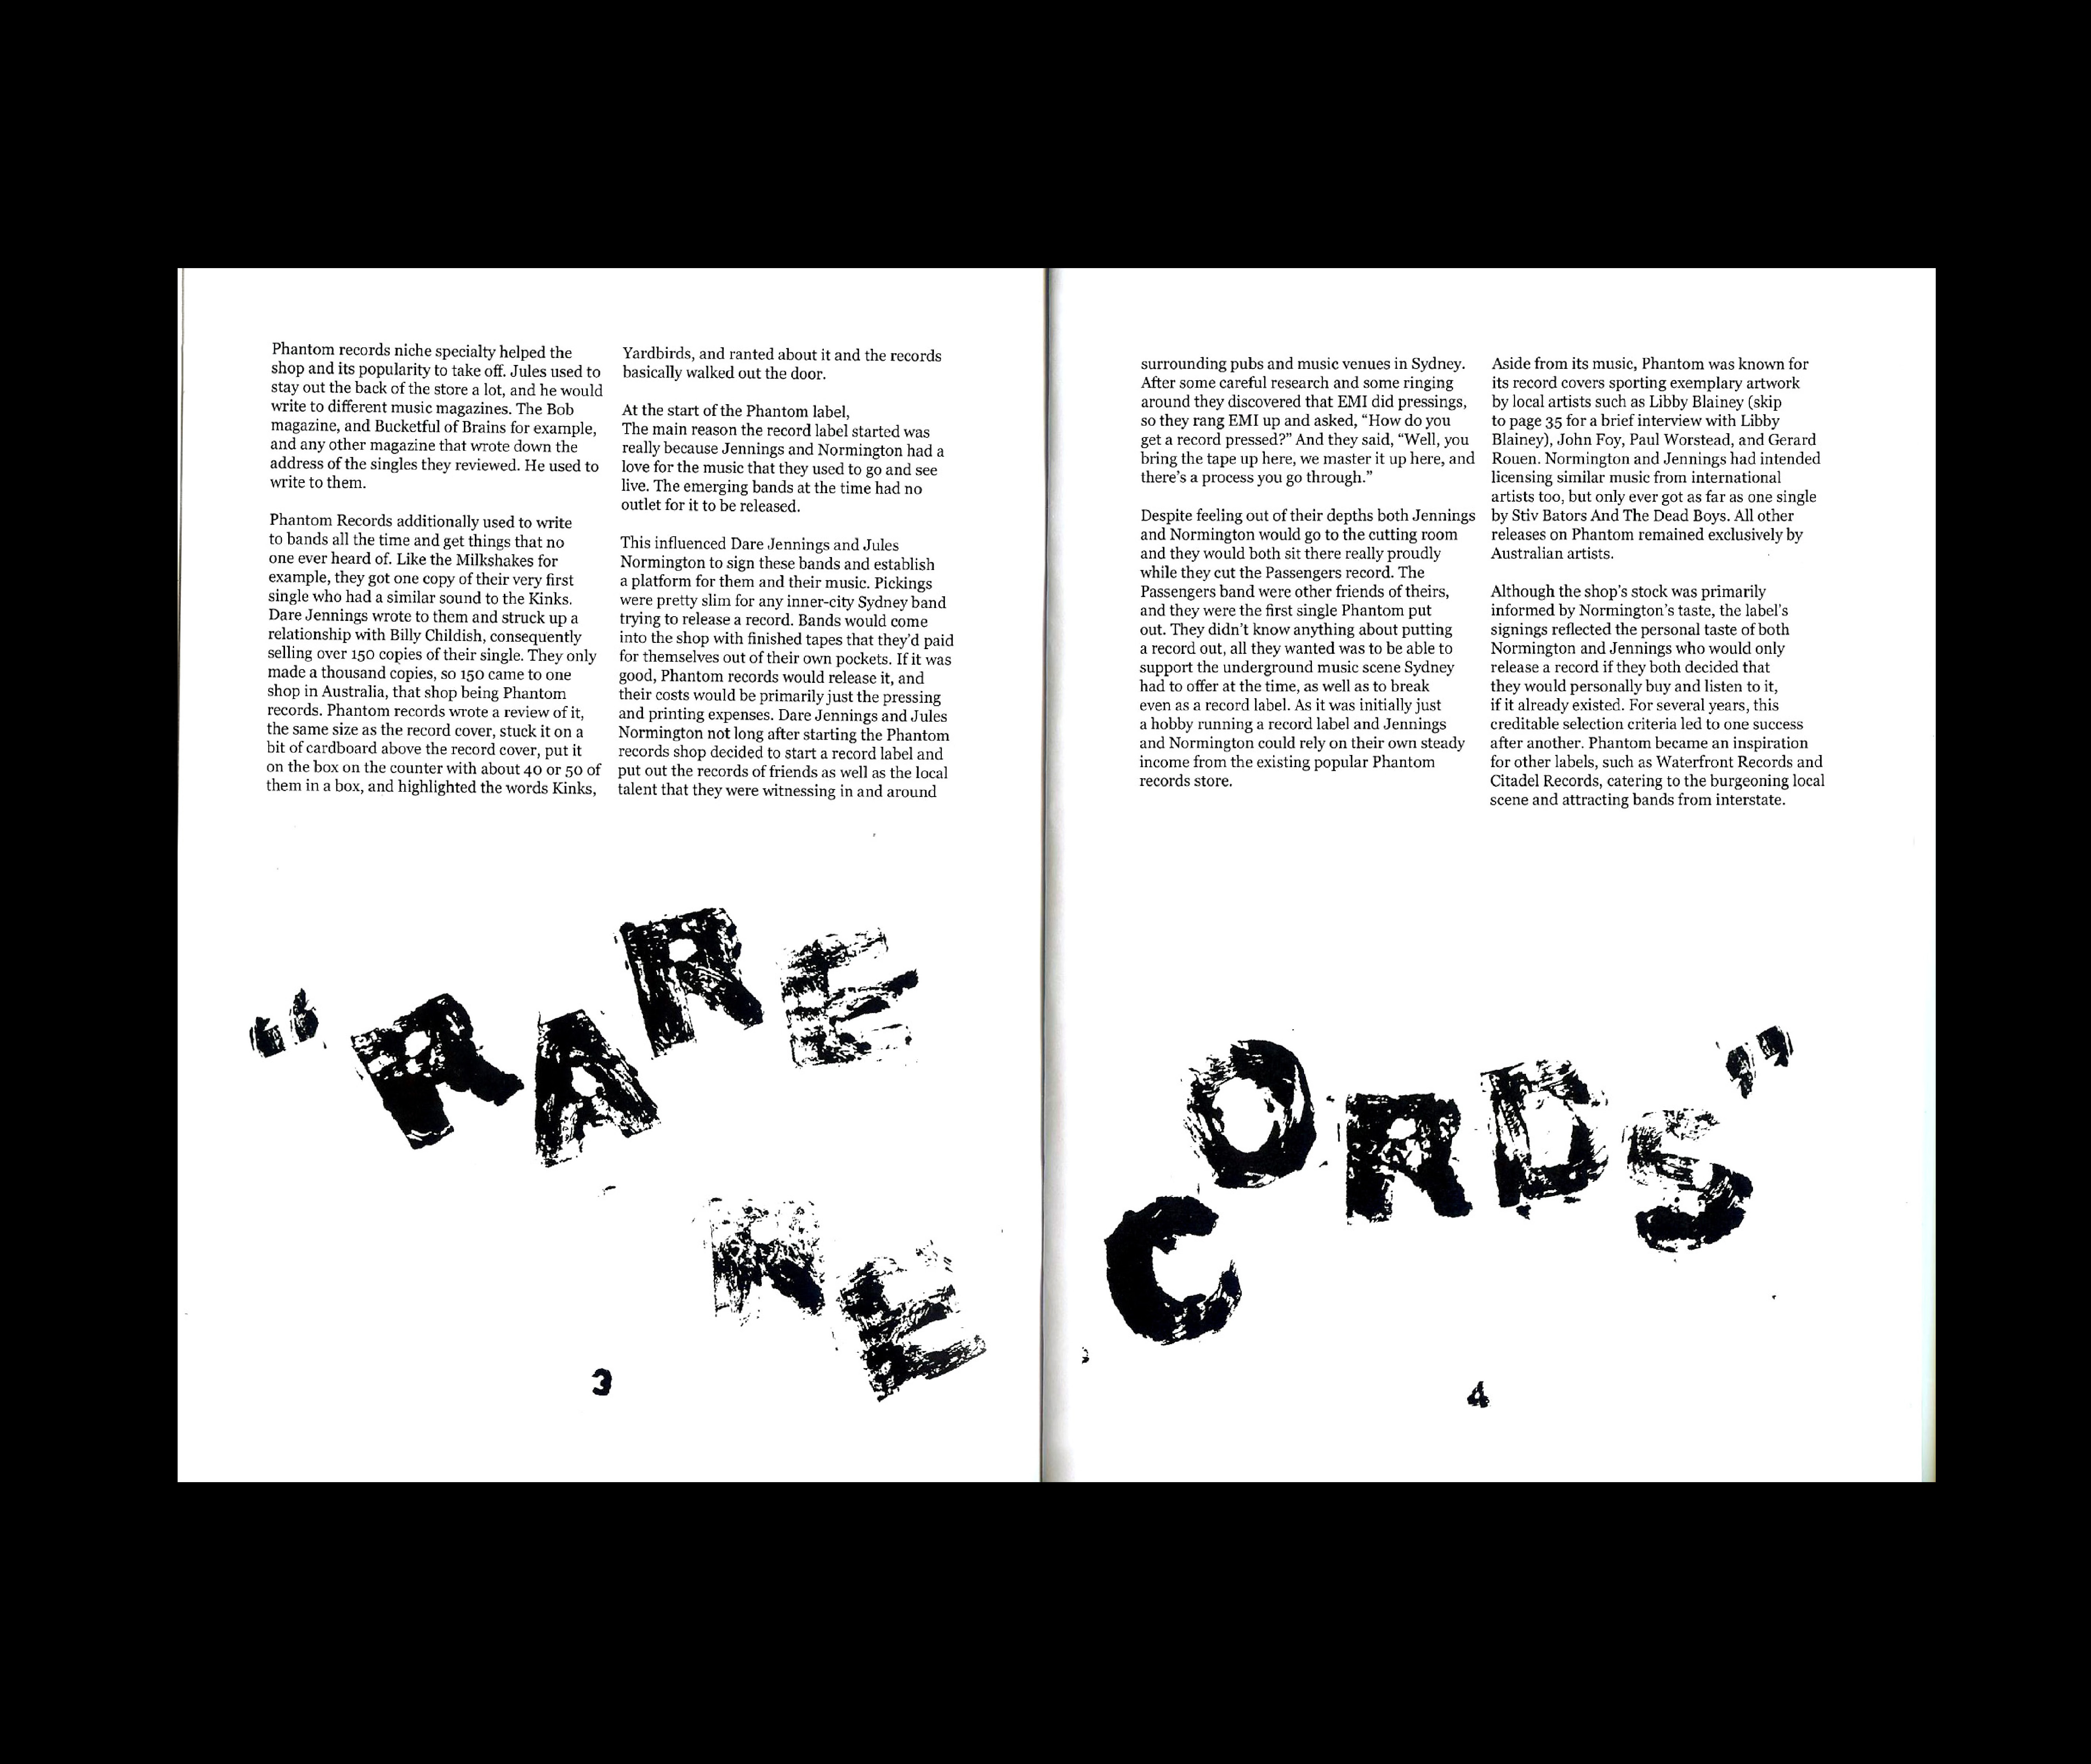 Phantom records niche specialty helped the
shop and its popularity to take off. Jules used to
stay out the back of the store a lot, and he would
write to different music magazines. The Bob
magazine, and Bucketful of Brains for example,
and any other magazine that wrote down the
address of the singles they reviewed. He used to
write to them.
Phantom Records additionally used to write
to bands all the time and get things that no
one ever heard of. Like the Milkshakes for
example, they got one copy of their very first
single who had a similar sound to the Kinks.
Dare Jennings wrote to them and struck up a
relationship with Billy Childish, consequently
selling over 150 copies of their single. They only
made a thousand copies, so 150 came to one
shop in Australia, that shop being Phantom
records. Phantom records wrote a review of it,
the same size as the record cover, stuck it on a
bit of cardboard above the record cover, put it
on the box on the counter with about 40 or 50 of
them in a box, and highlighted the words Kinks,
Yardbirds, and ranted about it and the records
basically walked out the door.
At the start of the Phantom label,
The main reason the record label started was
really because Jennings and Normington had a
love for the music that they used to go and see
live. The emerging bands at the time had no
outlet for it to be released.
This influenced Dare Jennings and Jules
Normington to sign these bands and establish
a platform for them and their music. Pickings
were pretty slim for any inner-city Sydney band
trying to release a record. Bands would come
into the shop with finished tapes that they'd paid
for themselves out of their own pockets. If it was
good, Phantom records would release it, and
their costs would be primarily just the pressing
and printing expenses. Dare Jennings and Jules
Normington not long after starting the Phantom
records shop decided to start a record label and
put out the records of friends as well as the local
talent that they were witnessing in and around
“RARE
RE
3
surrounding pubs and music venues in Sydney.
After some careful research and some ringing
around they discovered that EMI did pressings,
so they rang EMI up and asked, “How do you
get a record pressed?” And they said, “Well, you
bring the tape up here, we master it up here, and
there's a process you go through.”
Despite feeling out of their depths both Jennings
and Normington would go to the cutting room
and they would both sit there really proudly
while they cut the Passengers record. The
Passengers band were other friends of theirs,
and they were the first single Phantom put
out. They didn't know anything about putting
a record out, all they wanted was to be able to
support the underground music scene Sydney
had to offer at the time, as well as to break
even as a record label. As it was initially just
a hobby running a record label and Jennings
and Normington could rely on their own steady
income from the existing popular Phantom
records store.
Aside from its music, Phantom was known for
its record covers sporting exemplary artwork
by local artists such as Libby Blainey (skip
to page 35 for a brief interview with Libby
Blainey), John Foy, Paul Worstead, and Gerard
Rouen. Normington and Jennings had intended
licensing similar music from international
artists too, but only ever got as far as one single
by Stiv Bators And The Dead Boys. All other
releases on Phantom remained exclusively by
Australian artists.
Although the shop's stock was primarily
informed by Normington's taste, the label's
signings reflected the personal taste of both
Normington and Jennings who would only
release a record if they both decided that
they would personally buy and listen to it,
if it already existed. For several years, this
creditable selection criteria led to one success
after another. Phantom became an inspiration
for other labels, such as Waterfront Records and
Citadel Records, catering to the burgeoning local
scene and attracting bands from interstate.
CORDS”
4